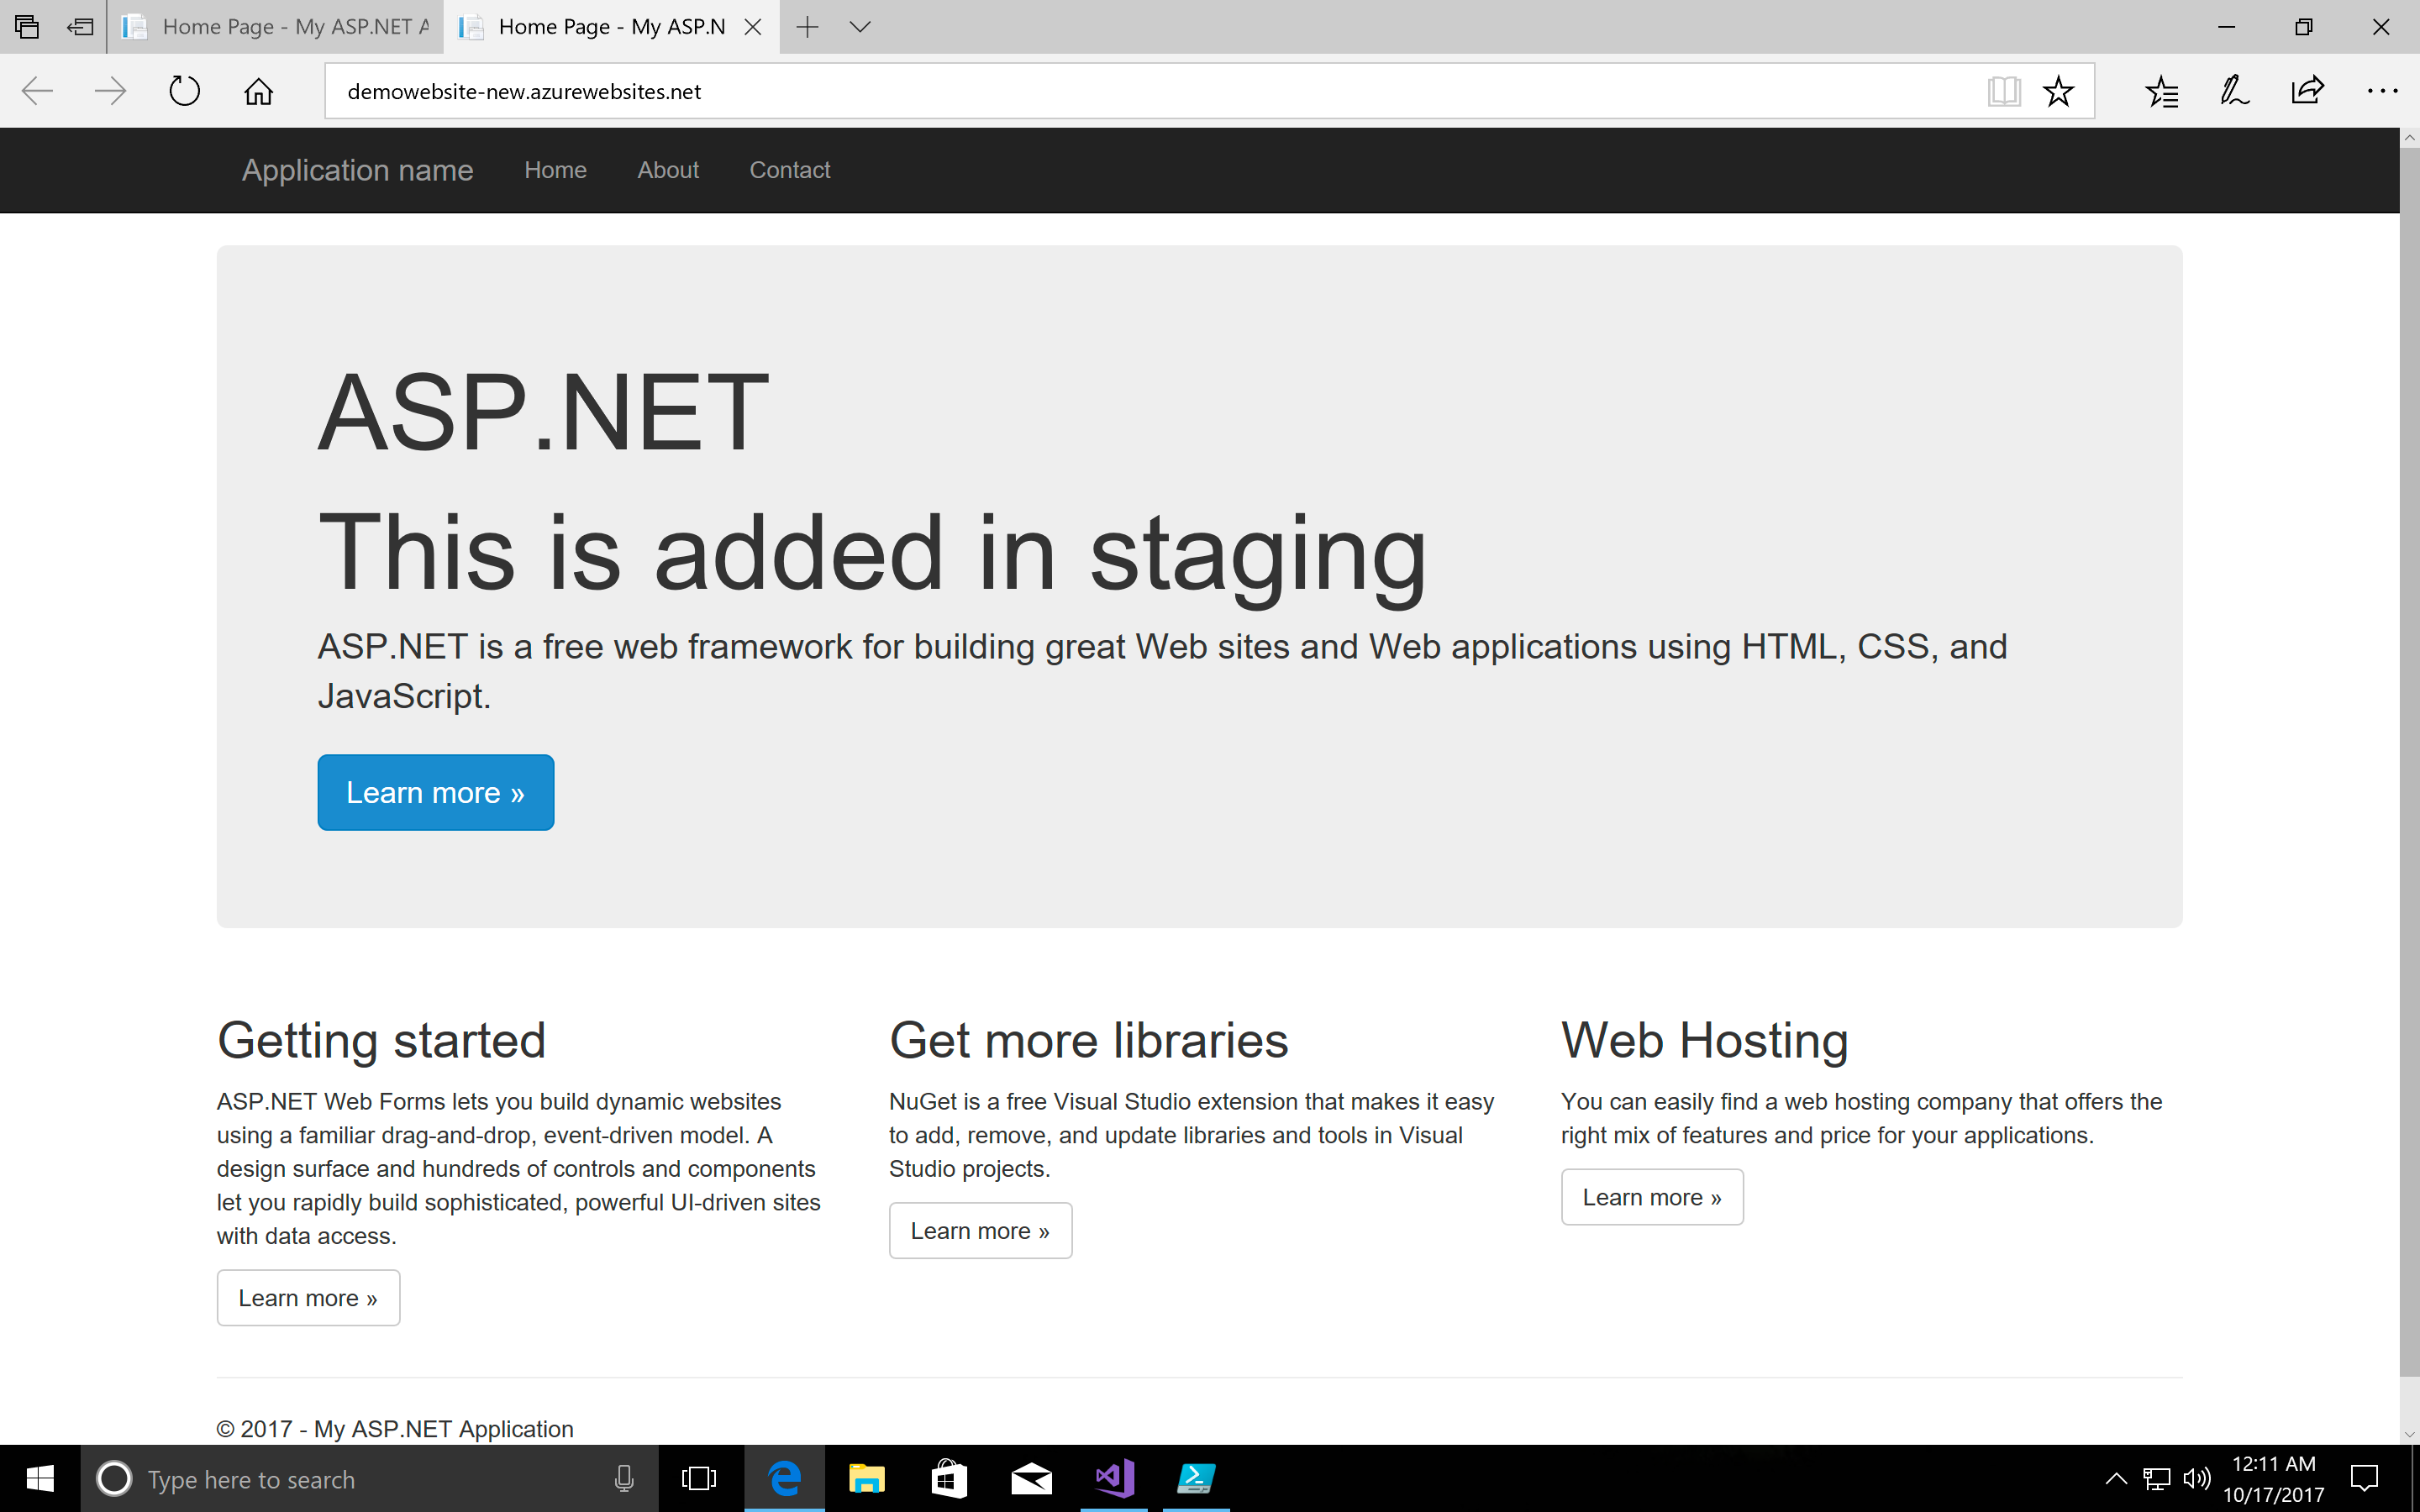 Home Page - My ASP.NET A
Home Page - My ASP.N
demowebsite-new.azurewebsites.net
Application name Home About Contact
ASP.NET
This is added in staging
ASP.NET is a free web framework for building great Web sites and Web applications using HTML, CSS, and
JavaScript.
Learn more »
Getting started
ASP.NET Web Forms lets you build dynamic websites
using a familiar drag-and-drop, event-driven model. A
design surface and hundreds of controls and components
let you rapidly build sophisticated, powerful UI-driven sites
with data access.
Learn more »
Get more libraries
NuGet is a free Visual Studio extension that makes it easy
to add, remove, and update libraries and tools in Visual
Studio projects.
Learn more »
Web Hosting
You can easily find a web hosting company that offers the
right mix of features and price for your applications.
Learn more »
© 2017 - My ASP.NET Application
Type here to search
12:11 AM
10/17/2017